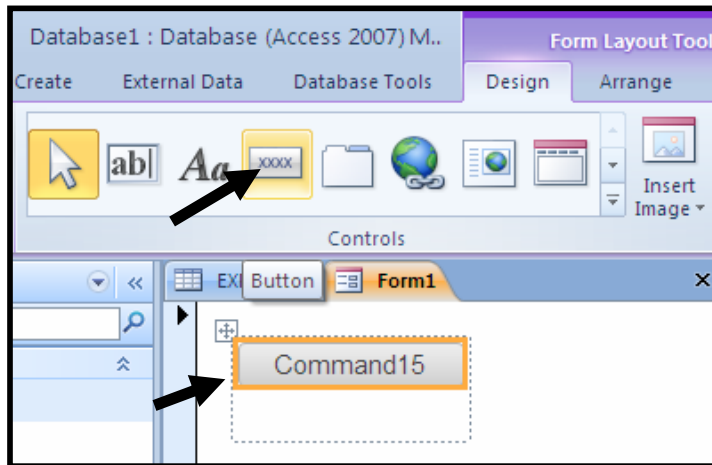 Database1 : Database (Access 2007) M..
Form Layout Tool
Create External Data Database Tools Design Arrange
ab|
Aa
xxxx
Insert
Image
Controls
EX
Button
Form1
Command15